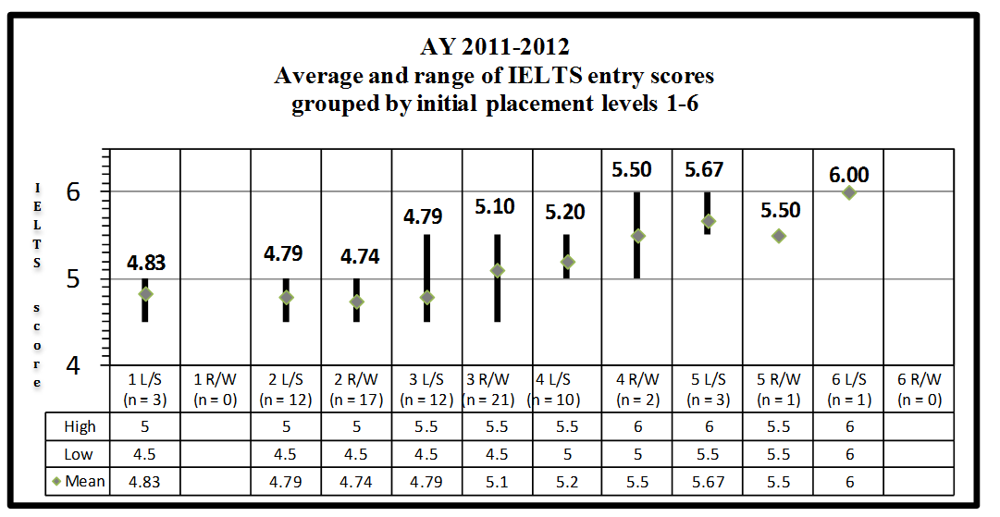 AY 2011-2012
Average and range of IELTS entry scores
grouped by initial placement levels 1-6
IELTS score
6
5
4
4.83
4.79
4.74
4.79
5.10
5.20
5.50
5.67
5.50
6.00
1 L/S 1 R/W 2 L/S 2 R/W 3 L/S 3 R/W 4 L/S 4 R/W 5 L/S 5 R/W 6 L/S 6 R/W
(n = 3) (n = 0) (n = 12) (n = 17) (n = 12) (n = 21) (n = 10) (n = 2) (n = 3) (n = 1) (n = 1) (n = 0)
High 5 5 5 5.5 5.5 5.5 6 6 5.5 6
Low 4.5 4.5 4.5 4.5 4.5 5 5 5.5 5.5 6
Mean 4.83 4.79 4.74 4.79 5.1 5.2 5.5 5.67 5.5 6